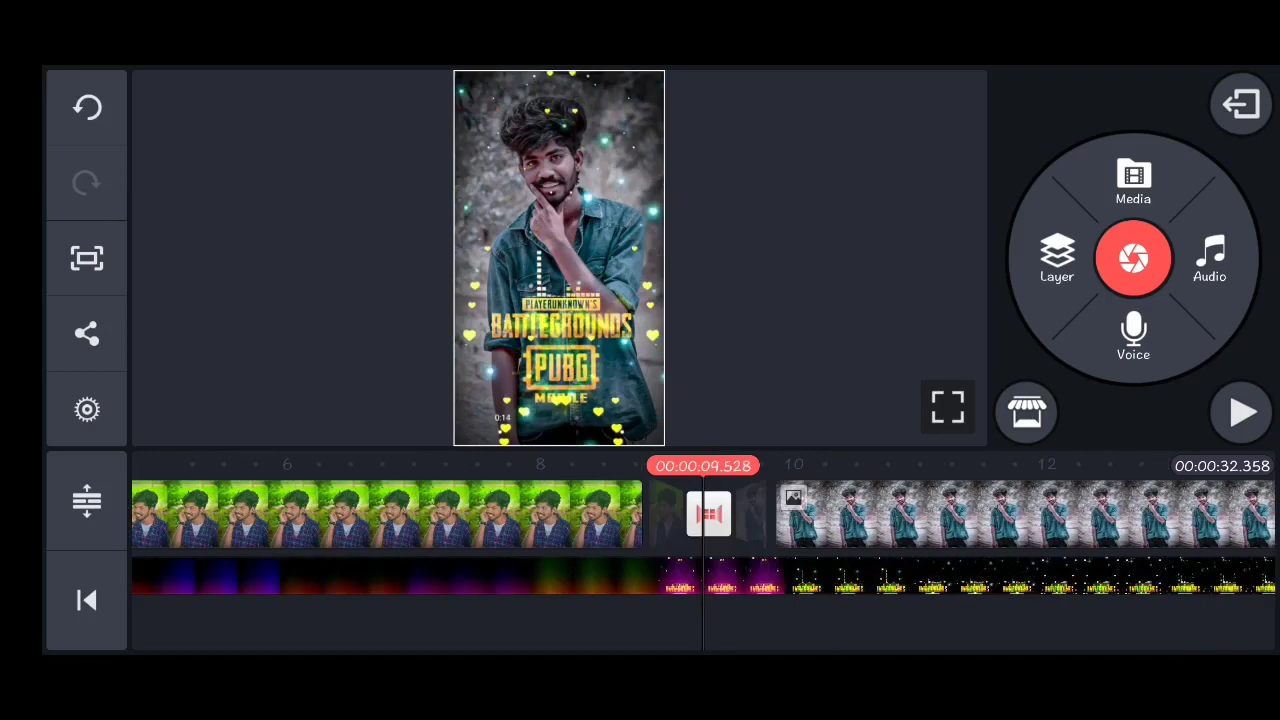 Media
Layer
Audio
Voice
PLAYERUNKNOWN'S
BATTLEGROUNDS
PUBG
MOBILE
0:14
6
8
00:00:09.528
10
12
00:00:32.358